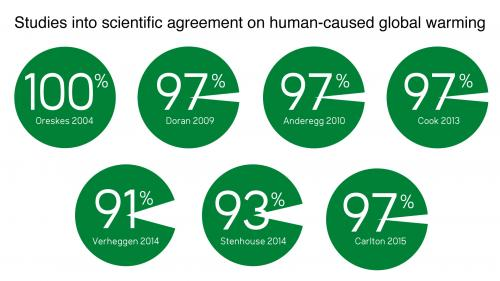 Studies into scientific agreement on human-caused global warming
100%
Oreskes 2004
97%
Doran 2009
97%
Anderegg 2010
97%
Cook 2013
91%
Verheggen 2014
93%
Stenhouse 2014
97%
Carlton 2015